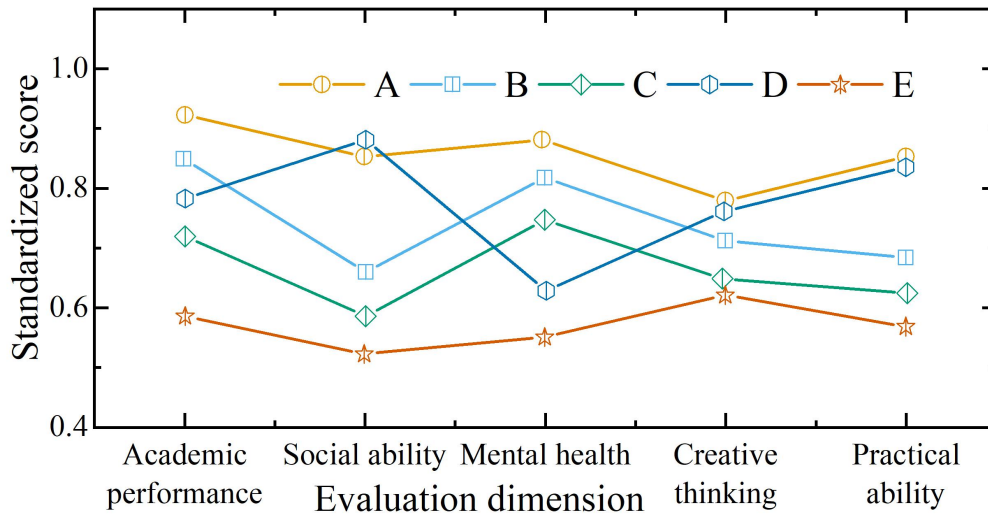 Standardized score
1.0
0.8
0.6
0.4
A B C D E
Academic performance
Social ability
Mental health
Creative thinking
Practical ability
Evaluation dimension